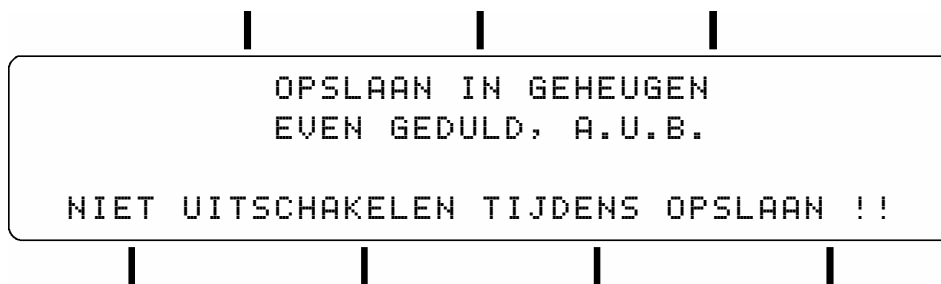 OPSLAAN IN GEHEUGEN
EVEN GEDULD, A.U.B.
NIET UITSCHAKELEN TIJDENS OPSLAAN !!